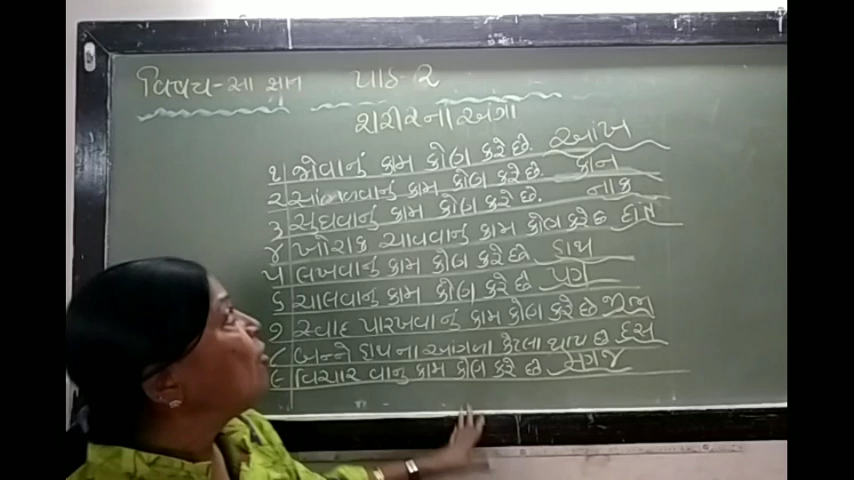 વિષય-સા જ્ઞાન પાઠ-૨
શરીરના અંગો
૧ જોવાનું કામ કોણ કરે છે. આંખ
૨ સાંભળવાનું કામ કોણ કરે છે. કાન
૩ સુઘવાનું કામ કોણ કરે છે. નાક
૪ ખોરાક ચાવવાનું કામ કોણ કરે છે દાંત
૫ લખવાનું કામ કોણ કરે છે હાથ
૬ ચાલવાનું કામ કોણ કરે છે પગ
૭ સ્વાદ પારખવાનું કામ કોણ કરે છે જીભ
૮ બન્ને હાથના આંગળા કેટલા થાય છે દસ
૯ વિચારવાનુ કામ કોણ કરે છે મગજ